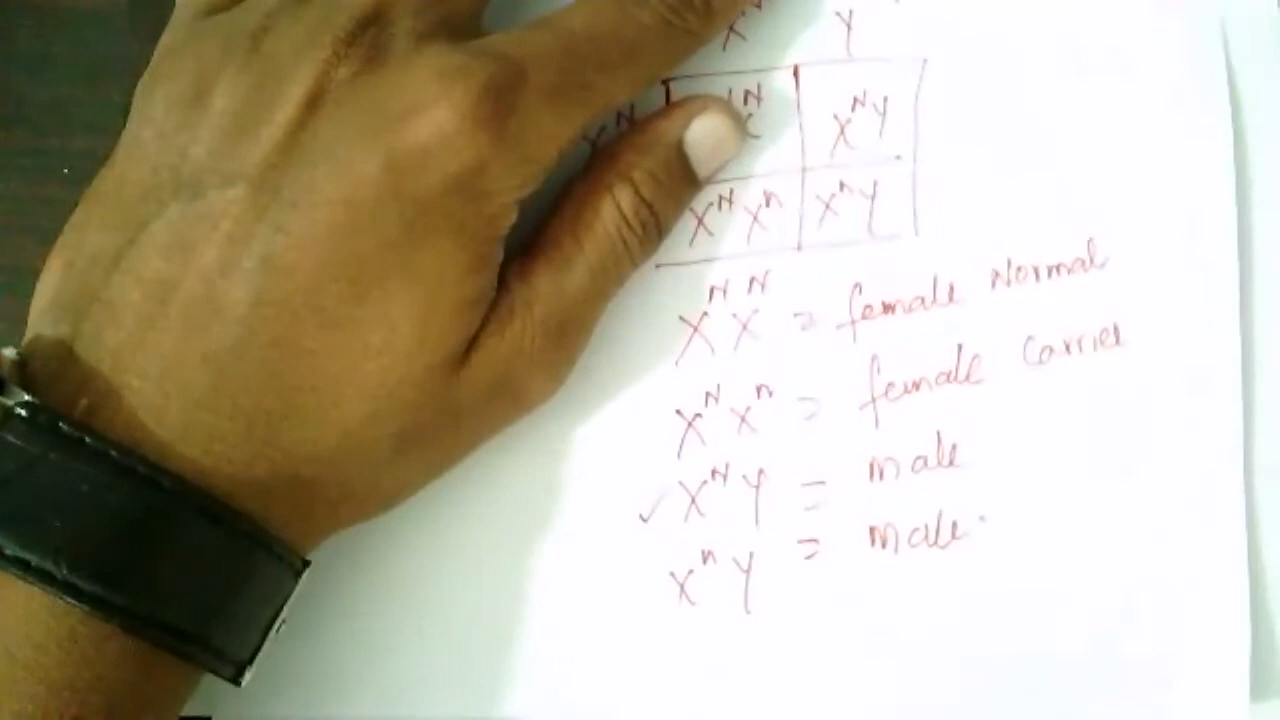 X Y
X^N X^N X^N Y
X^N X^n X^n Y
X^N X^N = female Normal
X^N X^n = female Carrier
✓ X^N Y = male
X^n Y = male.